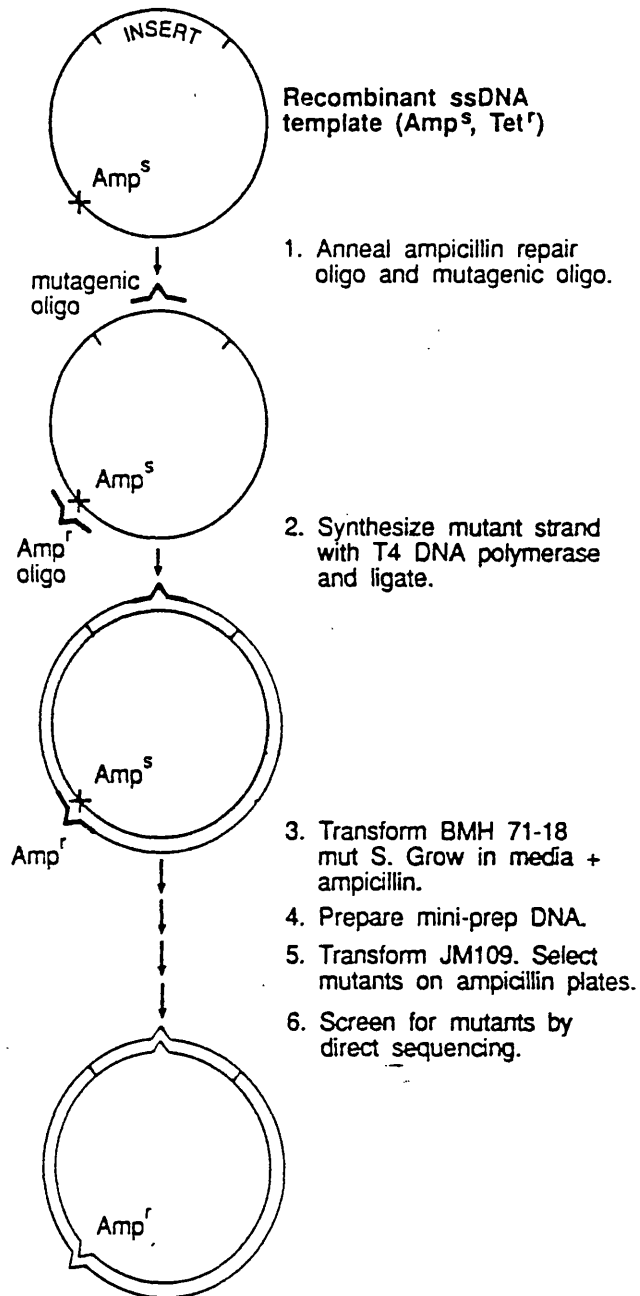 INSERT
Recombinant ssDNA
template (Amp^s, Tet^r)
Amp^s
1. Anneal ampicillin repair
oligo and mutagenic oligo.
mutagenic
oligo
Amp^s
Amp^r
oligo
2. Synthesize mutant strand
with T4 DNA polymerase
and ligate.
Amp^s
Amp^r
3. Transform BMH 71-18
mut S. Grow in media +
ampicillin.
4. Prepare mini-prep DNA.
5. Transform JM109. Select
mutants on ampicillin plates.
6. Screen for mutants by
direct sequencing.
Amp^r